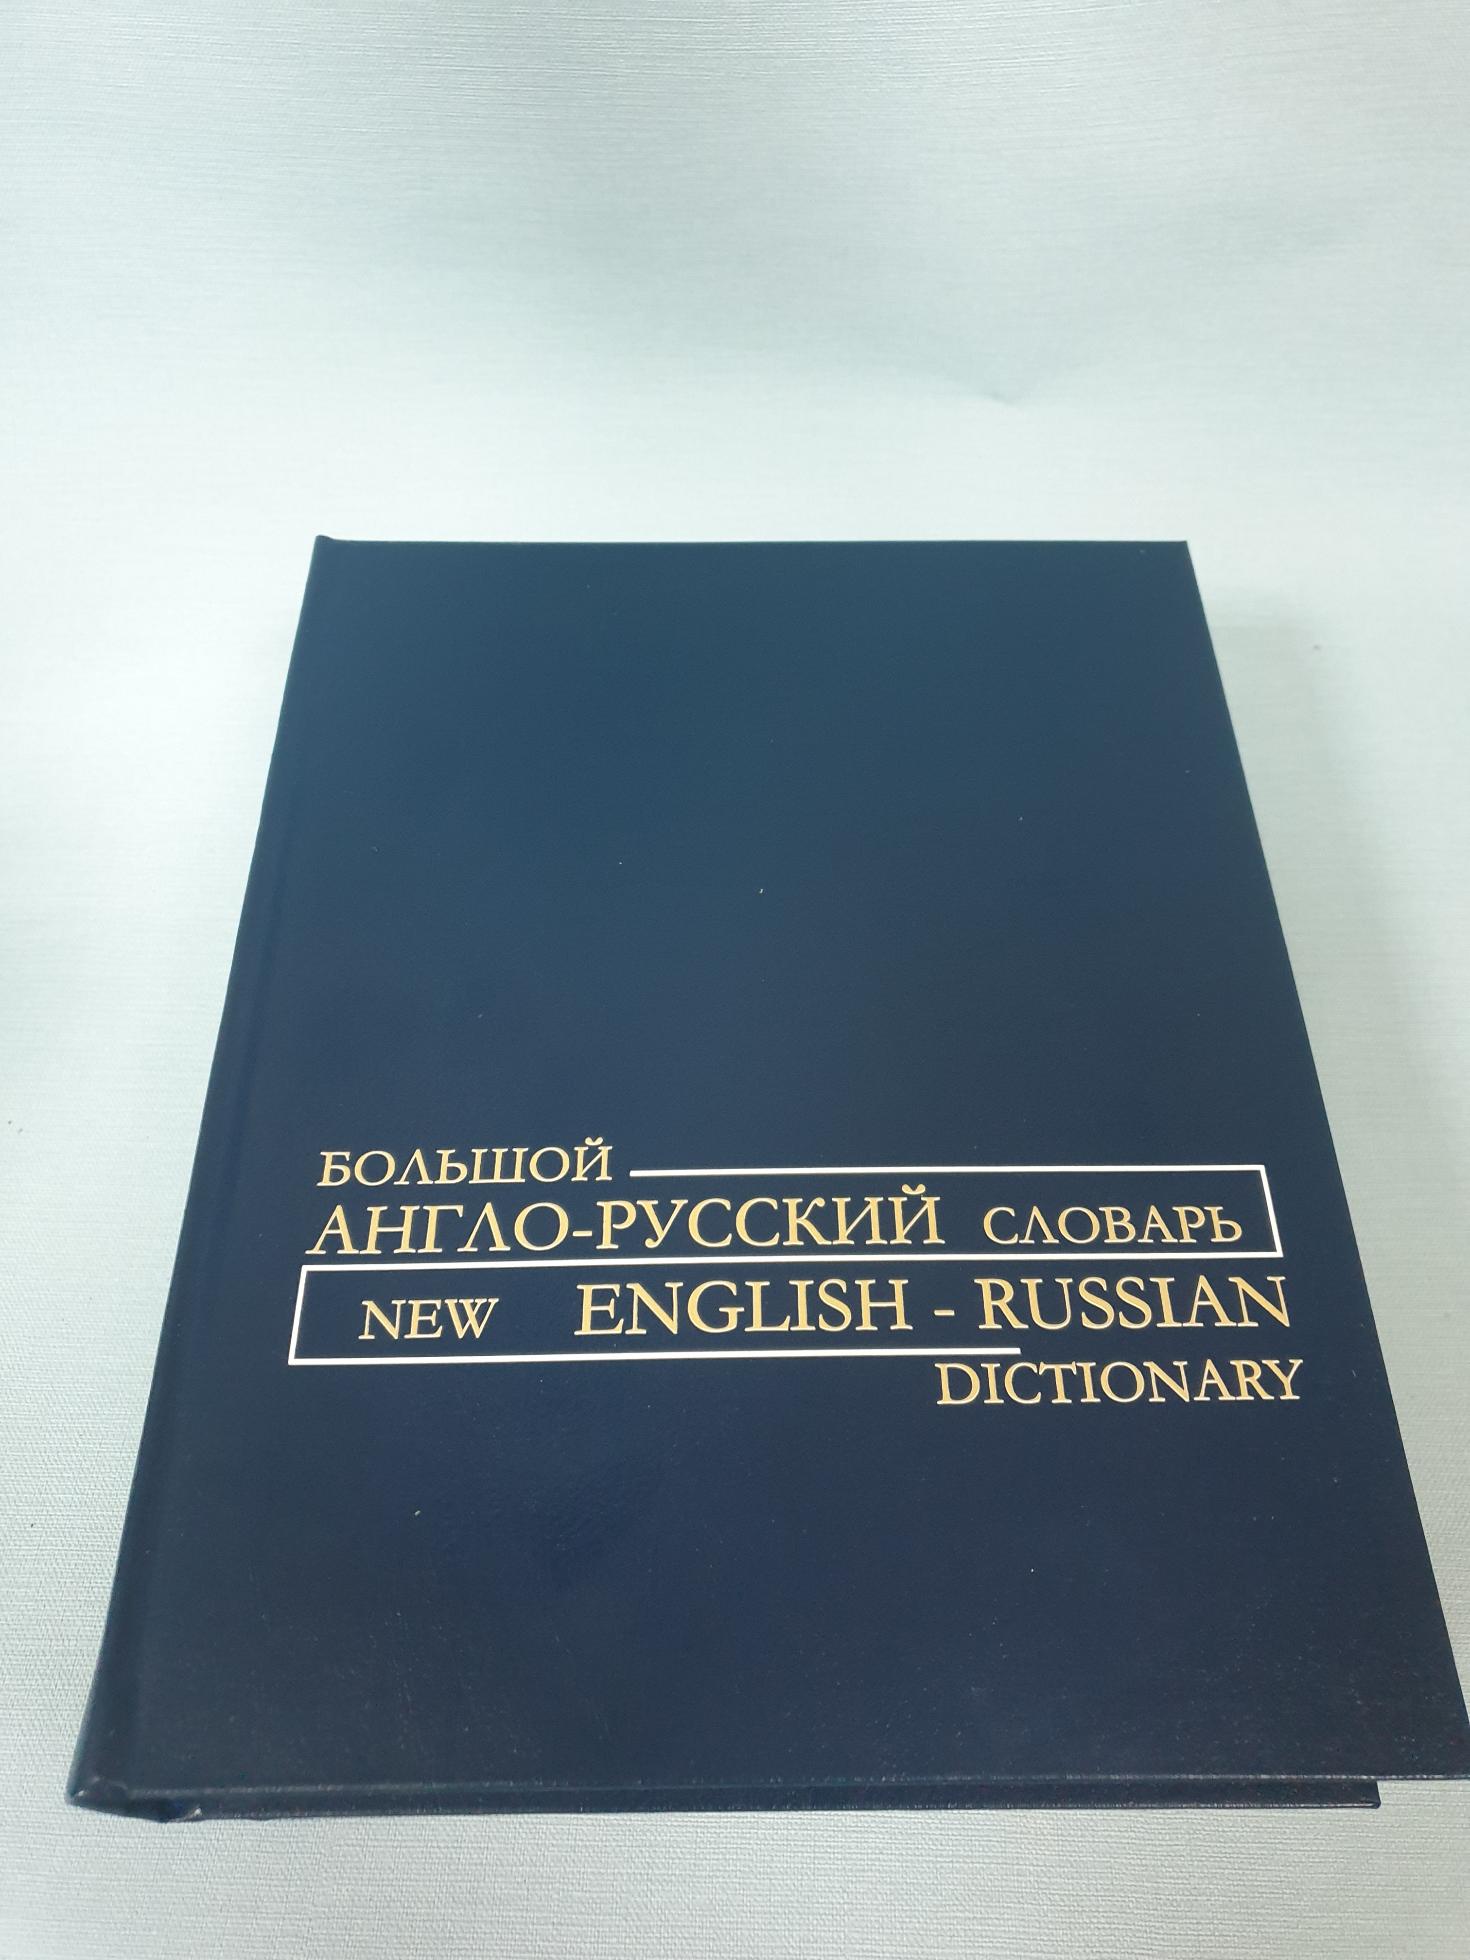 БОЛЬШОЙ
АНГЛО-РУССКИЙ СЛОВАРЬ
NEW ENGLISH - RUSSIAN
DICTIONARY